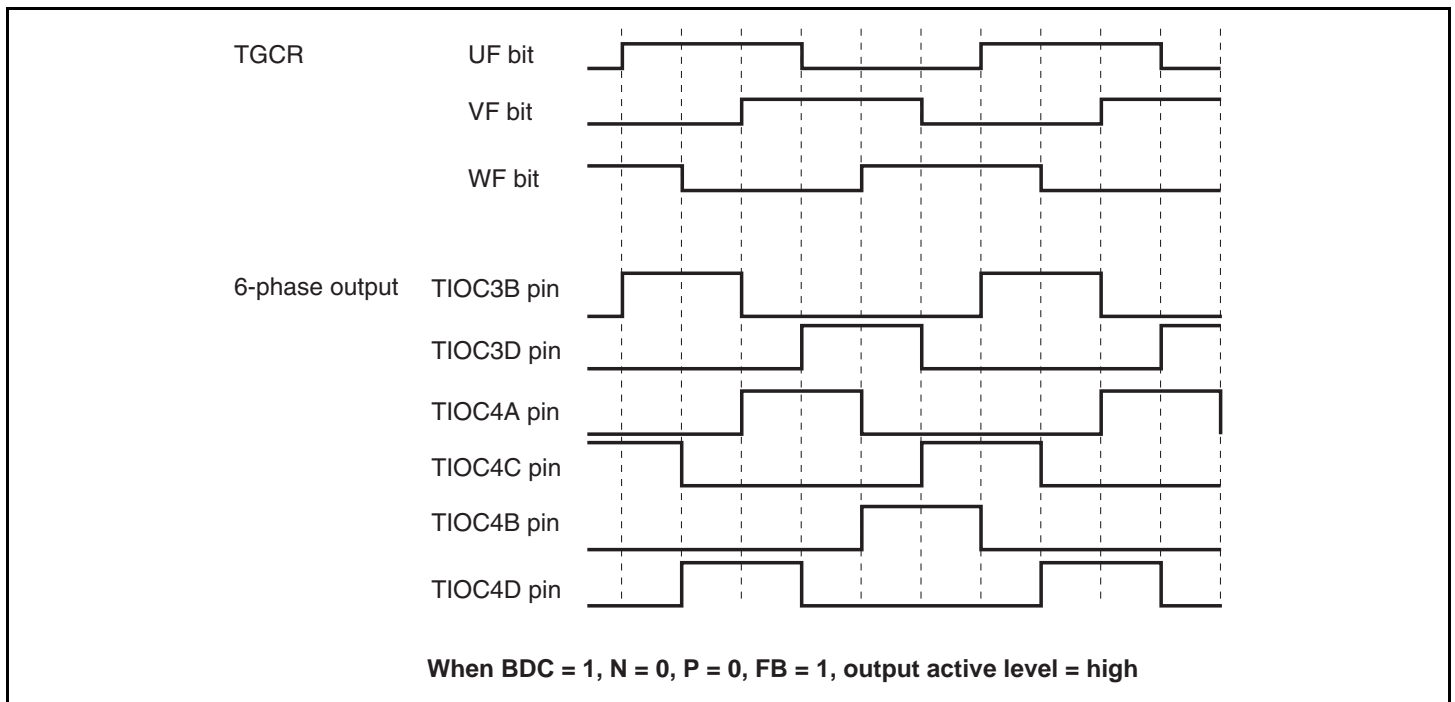 TGCR UF bit
VF bit
WF bit
6-phase output TIOC3B pin
TIOC3D pin
TIOC4A pin
TIOC4C pin
TIOC4B pin
TIOC4D pin
When BDC = 1, N = 0, P = 0, FB = 1, output active level = high